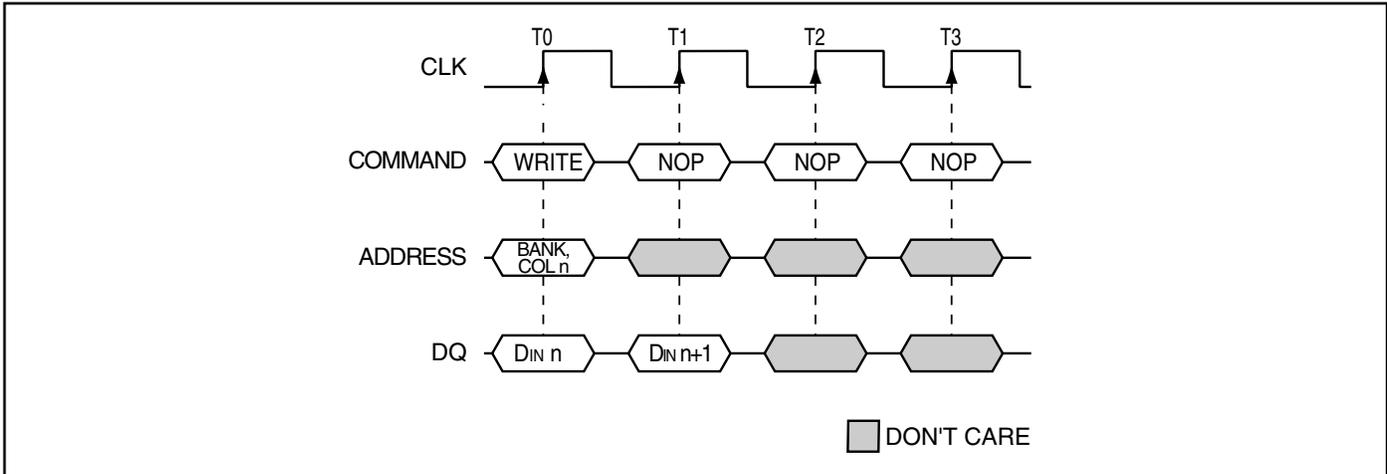 T0 T1 T2 T3
CLK
COMMAND WRITE NOP NOP NOP
ADDRESS BANK,
COL n
DQ DIN n DIN n+1
DON'T CARE